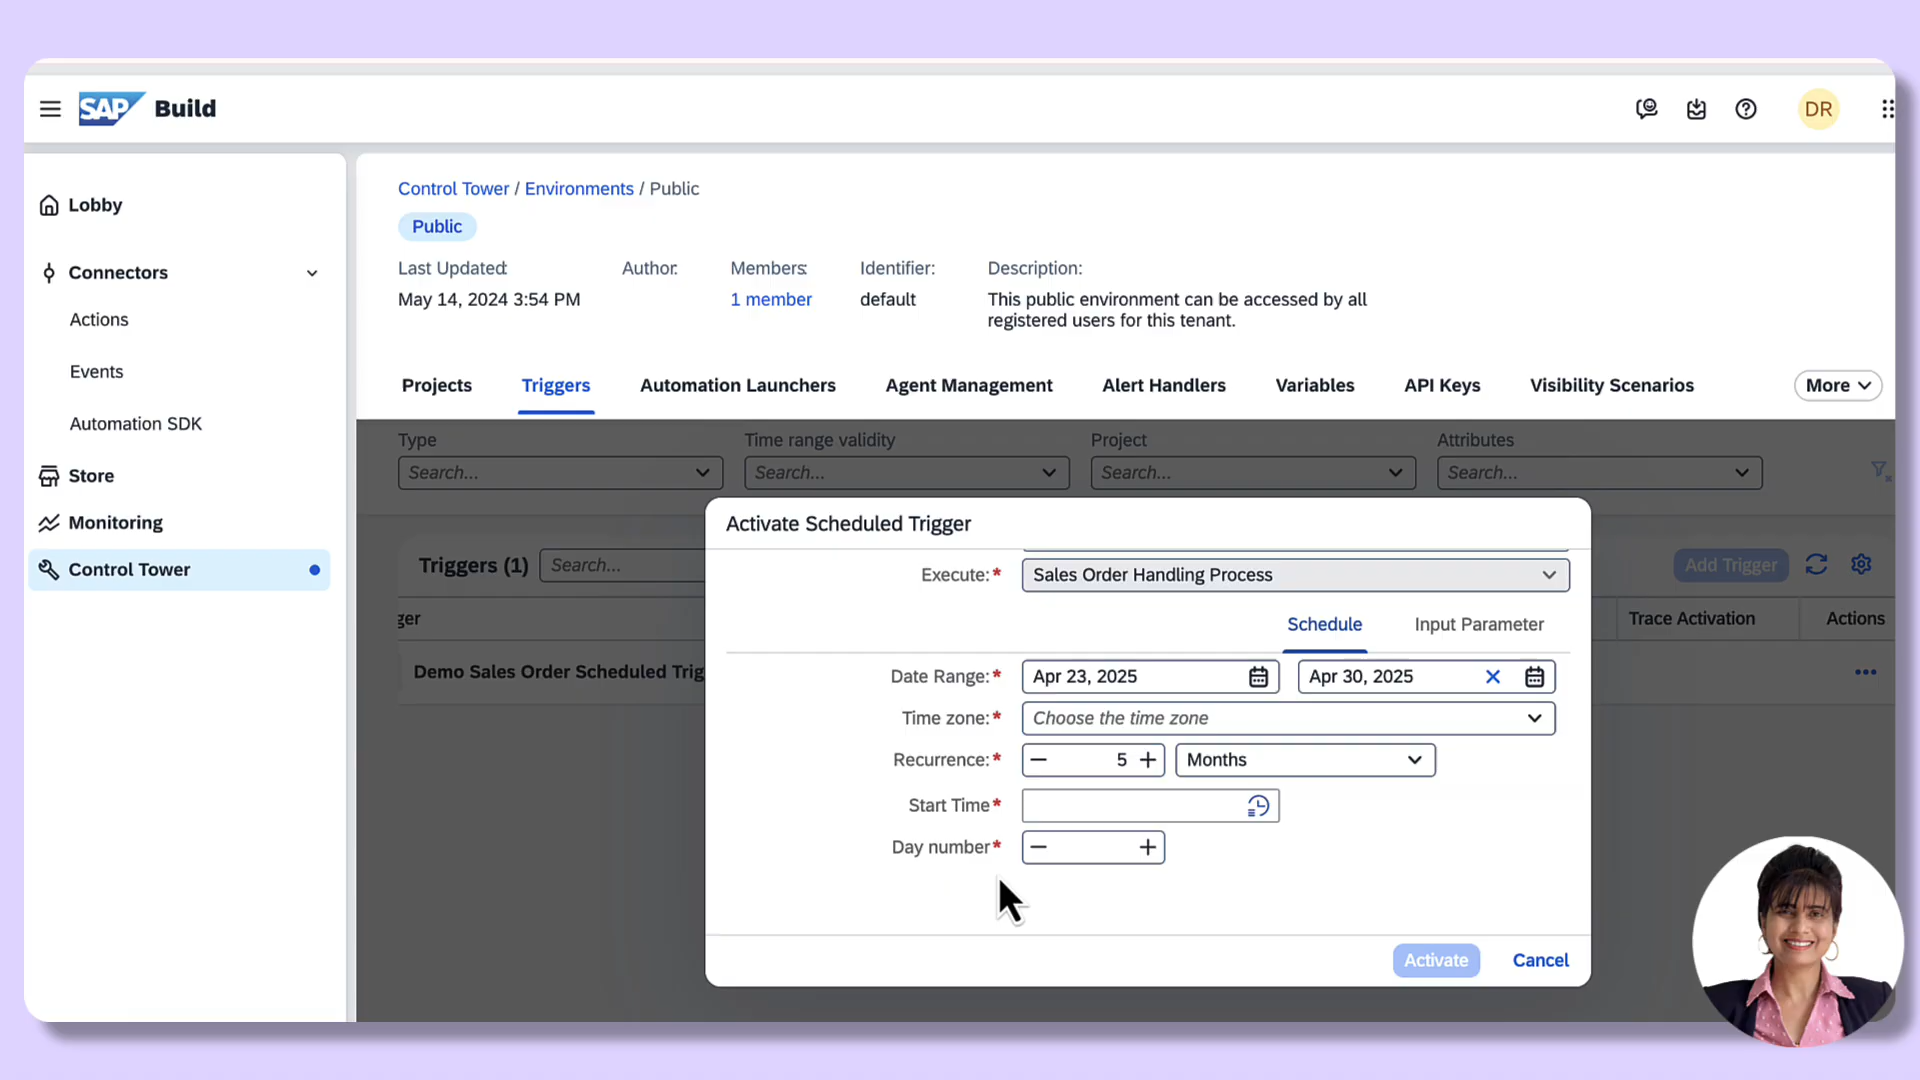 SAP Build
DR
Lobby
Connectors
Actions
Events
Automation SDK
Store
Monitoring
Control Tower
Control Tower / Environments / Public
Public
Last Updated: Author: Members: Identifier: Description:
May 14, 2024 3:54 PM 1 member default This public environment can be accessed by all
registered users for this tenant.
Projects Triggers Automation Launchers Agent Management Alert Handlers Variables API Keys Visibility Scenarios More
Type Time range validity Project Attributes
Search... Search... Search... Search...
Triggers (1) Search... Add Trigger
ger Trace Activation Actions
Demo Sales Order Scheduled Trig
Activate Scheduled Trigger
Execute:* Sales Order Handling Process
Schedule Input Parameter
Date Range:* Apr 23, 2025 Apr 30, 2025
Time zone:* Choose the time zone
Recurrence:* 5 Months
Start Time*
Day number*
Activate Cancel